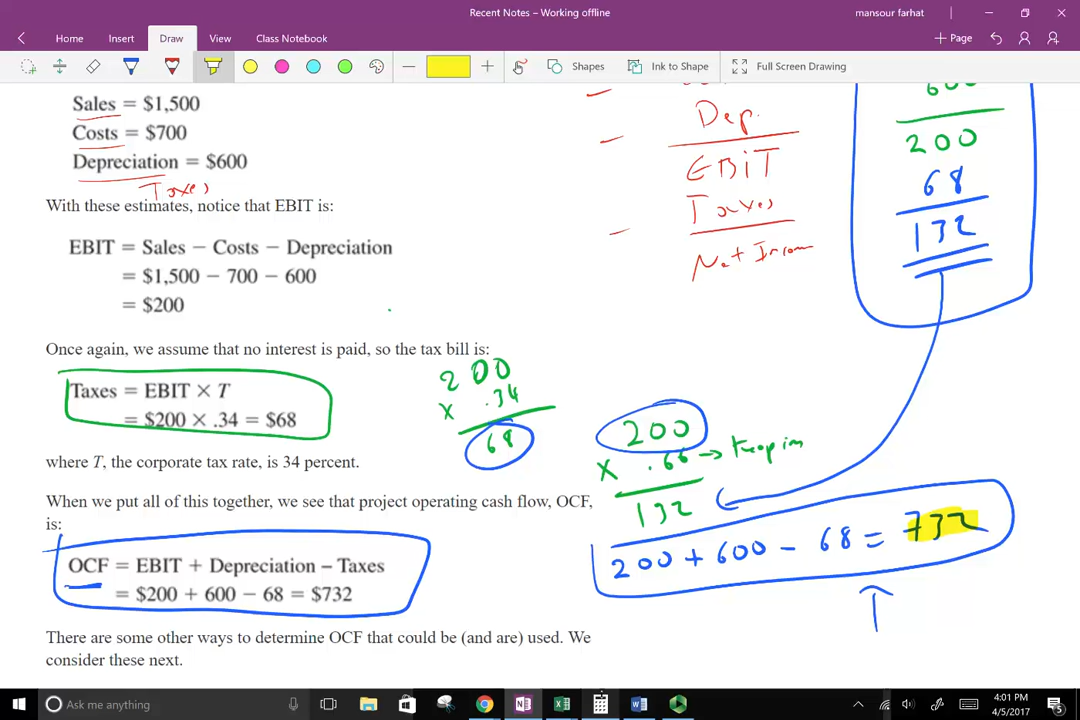 Recent Notes – Working offline
mansour farhat
Home Insert Draw View Class Notebook
Page
Shapes Ink to Shape Full Screen Drawing
Sales = $1,500
Costs = $700
Depreciation = $600
Taxes
With these estimates, notice that EBIT is:
EBIT = Sales − Costs − Depreciation
= $1,500 − 700 − 600
= $200
Once again, we assume that no interest is paid, so the tax bill is:
Taxes = EBIT × T
= $200 × .34 = $68
where T, the corporate tax rate, is 34 percent.
When we put all of this together, we see that project operating cash flow, OCF,
is:
OCF = EBIT + Depreciation − Taxes
= $200 + 600 − 68 = $732
There are some other ways to determine OCF that could be (and are) used. We
consider these next.
200
x .34
68
– Dep.
EBIT
– Taxes
Net Income
600
200
68
132
200
x .66 → keep
132
200 + 600 − 68 = 732
Ask me anything
4:01 PM
4/5/2017
5